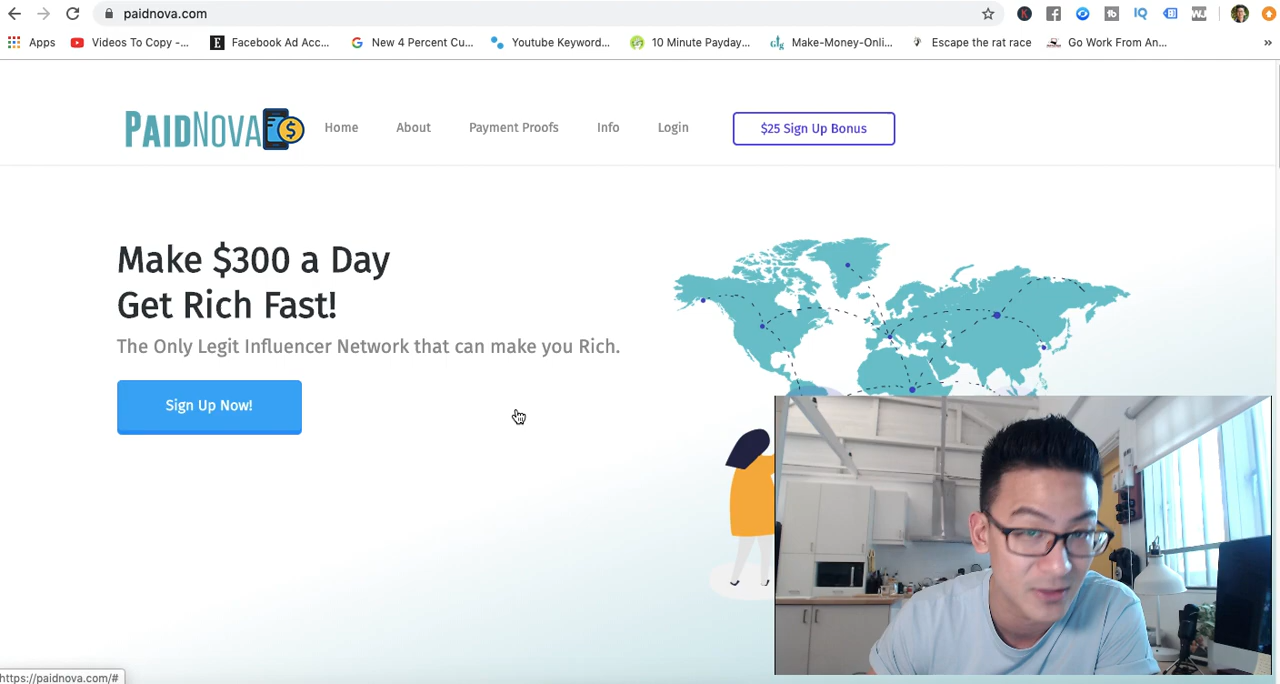 paidnova.com
Apps
Videos To Copy -...
Facebook Ad Acc...
New 4 Percent Cu...
Youtube Keyword...
10 Minute Payday...
Make-Money-Onli...
Escape the rat race
Go Work From An...
»
PAIDNOVA
Home
About
Payment Proofs
Info
Login
$25 Sign Up Bonus
Make $300 a Day
Get Rich Fast!
The Only Legit Influencer Network that can make you Rich.
Sign Up Now!
https://paidnova.com/#